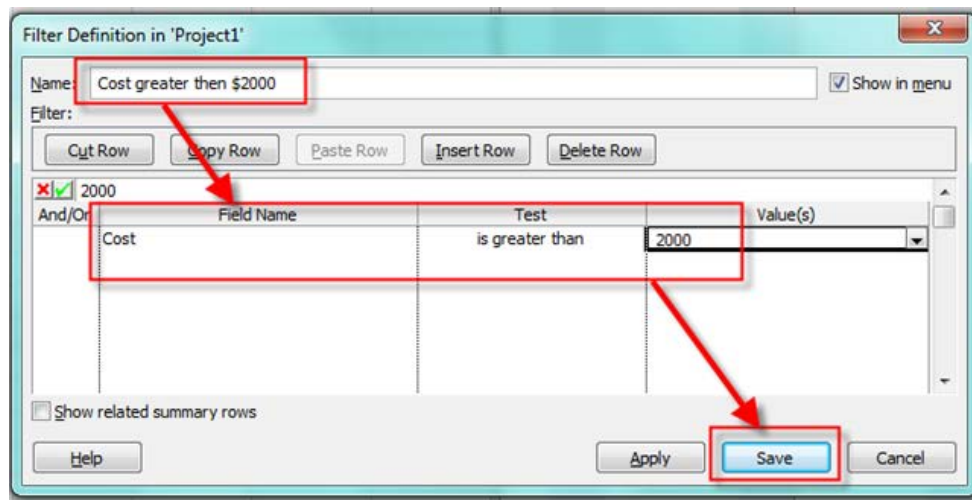 Filter Definition in 'Project1'
Name: Cost greater then $2000 Show in menu
Filter:
Cut Row Copy Row Paste Row Insert Row Delete Row
2000
And/Or Field Name Test Value(s)
Cost is greater than 2000
Show related summary rows
Help Apply Save Cancel